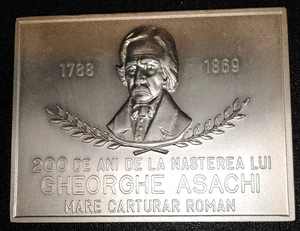 1788 1869
200 DE ANI DE LA NASTEREA LUI
GHEORGHE ASACHI
MARE CARTURAR ROMAN